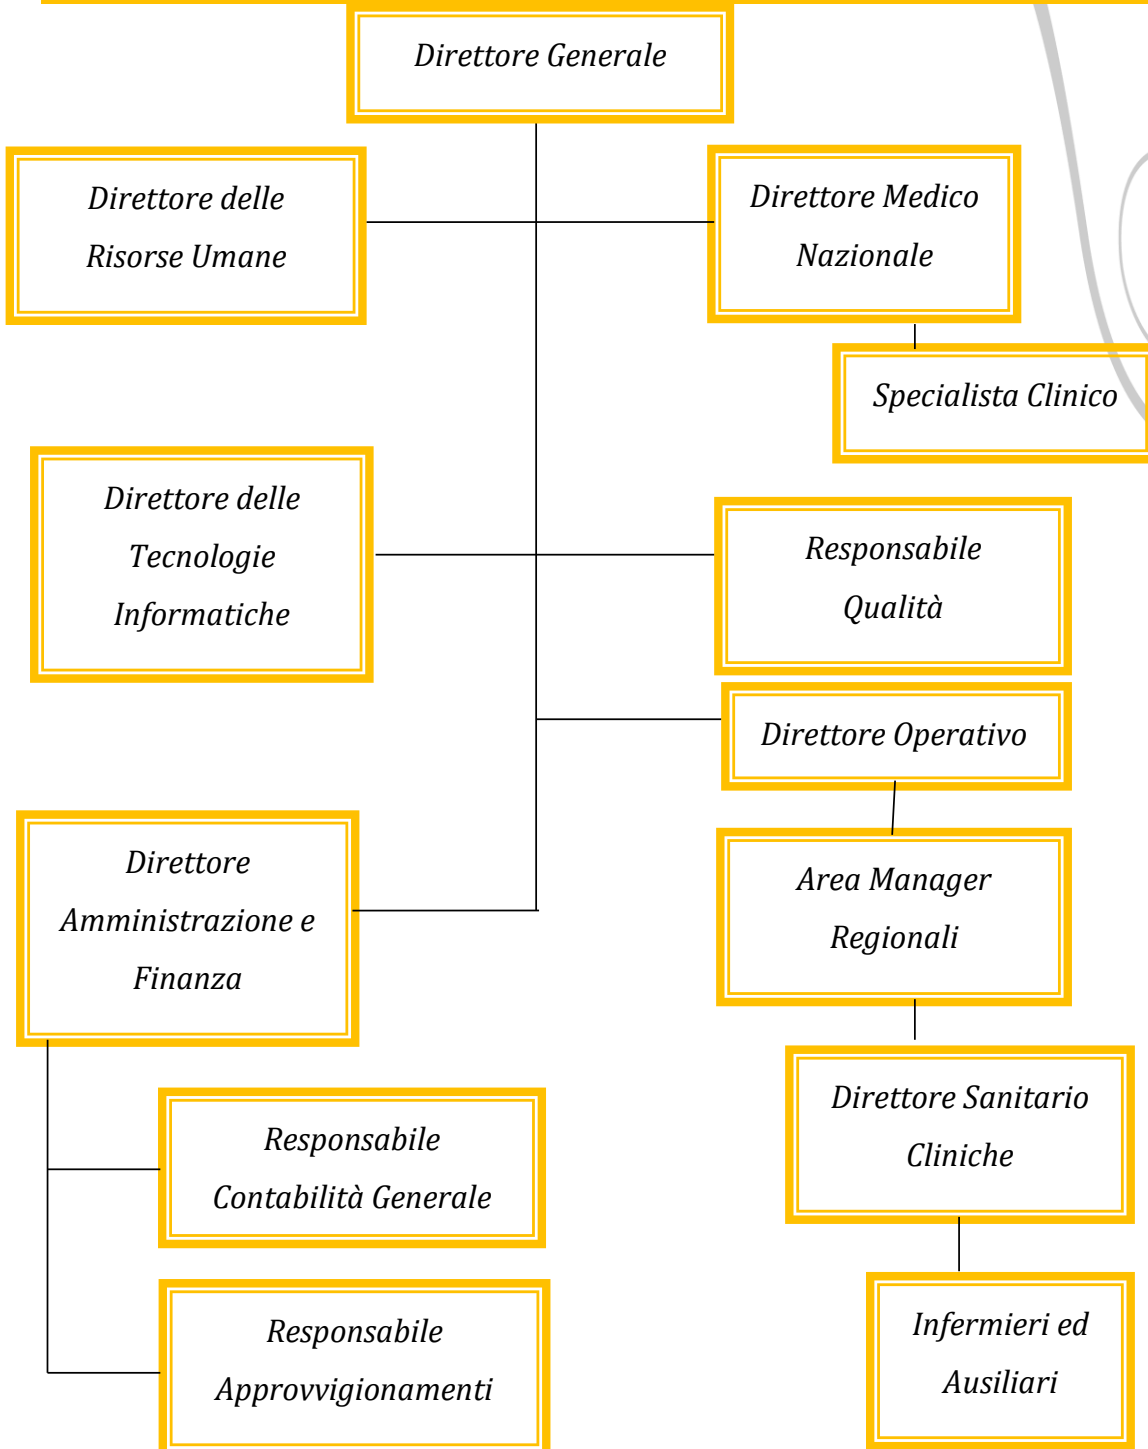 Direttore Generale
Direttore delle
Risorse Umane
Direttore Medico
Nazionale
Specialista Clinico
Direttore delle
Tecnologie
Informatiche
Responsabile
Qualità
Direttore Operativo
Direttore
Amministrazione e
Finanza
Area Manager
Regionali
Direttore Sanitario
Cliniche
Responsabile
Contabilità Generale
Infermieri ed
Ausiliari
Responsabile
Approvvigionamenti